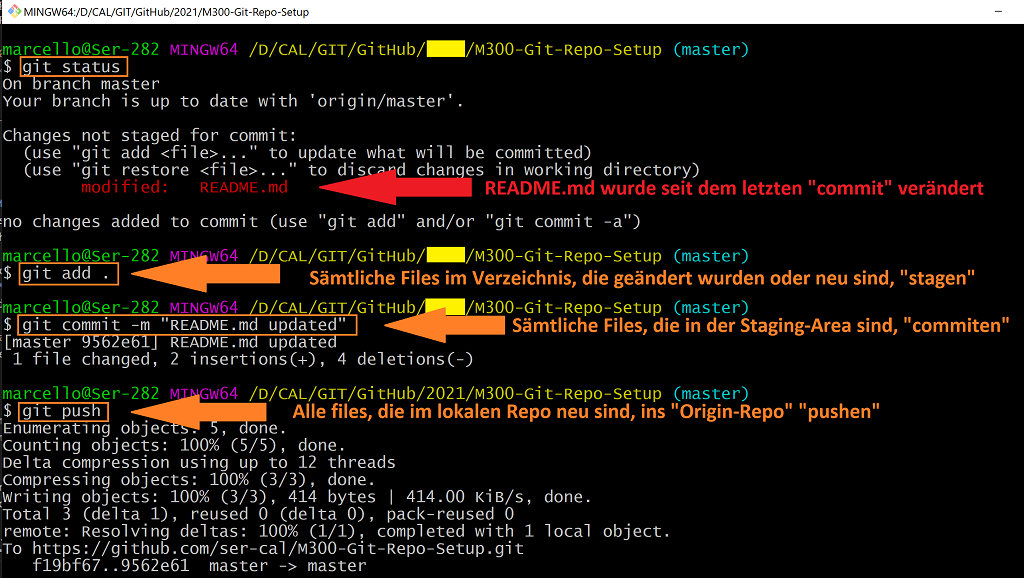 MINGW64:/D/CAL/GIT/GitHub/2021/M300-Git-Repo-Setup
marcello@Ser-282 MINGW64 /D/CAL/GIT/GitHub/ /M300-Git-Repo-Setup (master)
$ git status
On branch master
Your branch is up to date with 'origin/master'.
Changes not staged for commit:
(use "git add <file>..." to update what will be committed)
(use "git restore <file>..." to discard changes in working directory)
modified: README.md README.md wurde seit dem letzten "commit" verändert
no changes added to commit (use "git add" and/or "git commit -a")
marcello@Ser-282 MINGW64 /D/CAL/GIT/GitHub/ /M300-Git-Repo-Setup (master)
$ git add . Sämtliche Files im Verzeichnis, die geändert wurden oder neu sind, "stagen"
marcello@Ser-282 MINGW64 /D/CAL/GIT/GitHub/ /M300-Git-Repo-Setup (master)
$ git commit -m "README.md updated" Sämtliche Files, die in der Staging-Area sind, "commiten"
[master 9562e61] README.md updated
1 file changed, 2 insertions(+), 4 deletions(-)
marcello@Ser-282 MINGW64 /D/CAL/GIT/GitHub/2021/M300-Git-Repo-Setup (master)
$ git push Alle files, die im lokalen Repo neu sind, ins "Origin-Repo" "pushen"
Enumerating objects: 5, done.
Counting objects: 100% (5/5), done.
Delta compression using up to 12 threads
Compressing objects: 100% (3/3), done.
Writing objects: 100% (3/3), 414 bytes | 414.00 KiB/s, done.
Total 3 (delta 1), reused 0 (delta 0), pack-reused 0
remote: Resolving deltas: 100% (1/1), completed with 1 local object.
To https://github.com/ser-cal/M300-Git-Repo-Setup.git
f19bf67..9562e61 master -> master